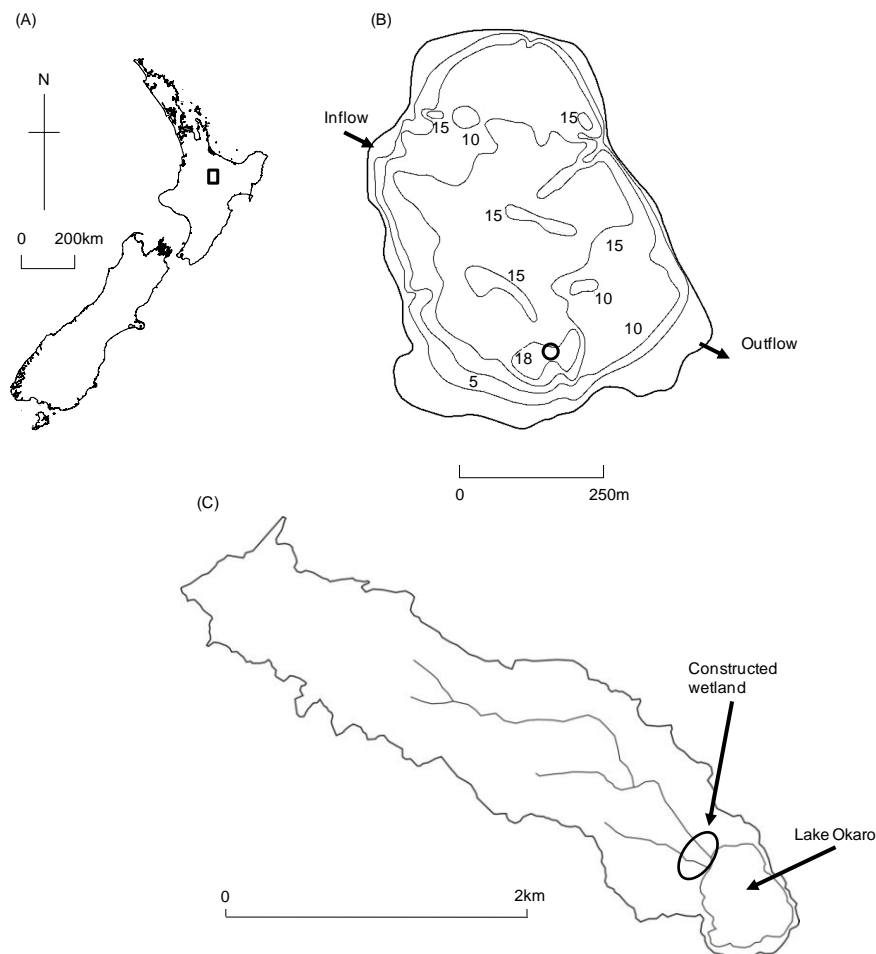 (A)
(B)
N
Inflow
15
10
15
0 200km
15
15
15
10
10
18
5
Outflow
0 250m
(C)
Constructed
wetland
Lake Okaro
0 2km